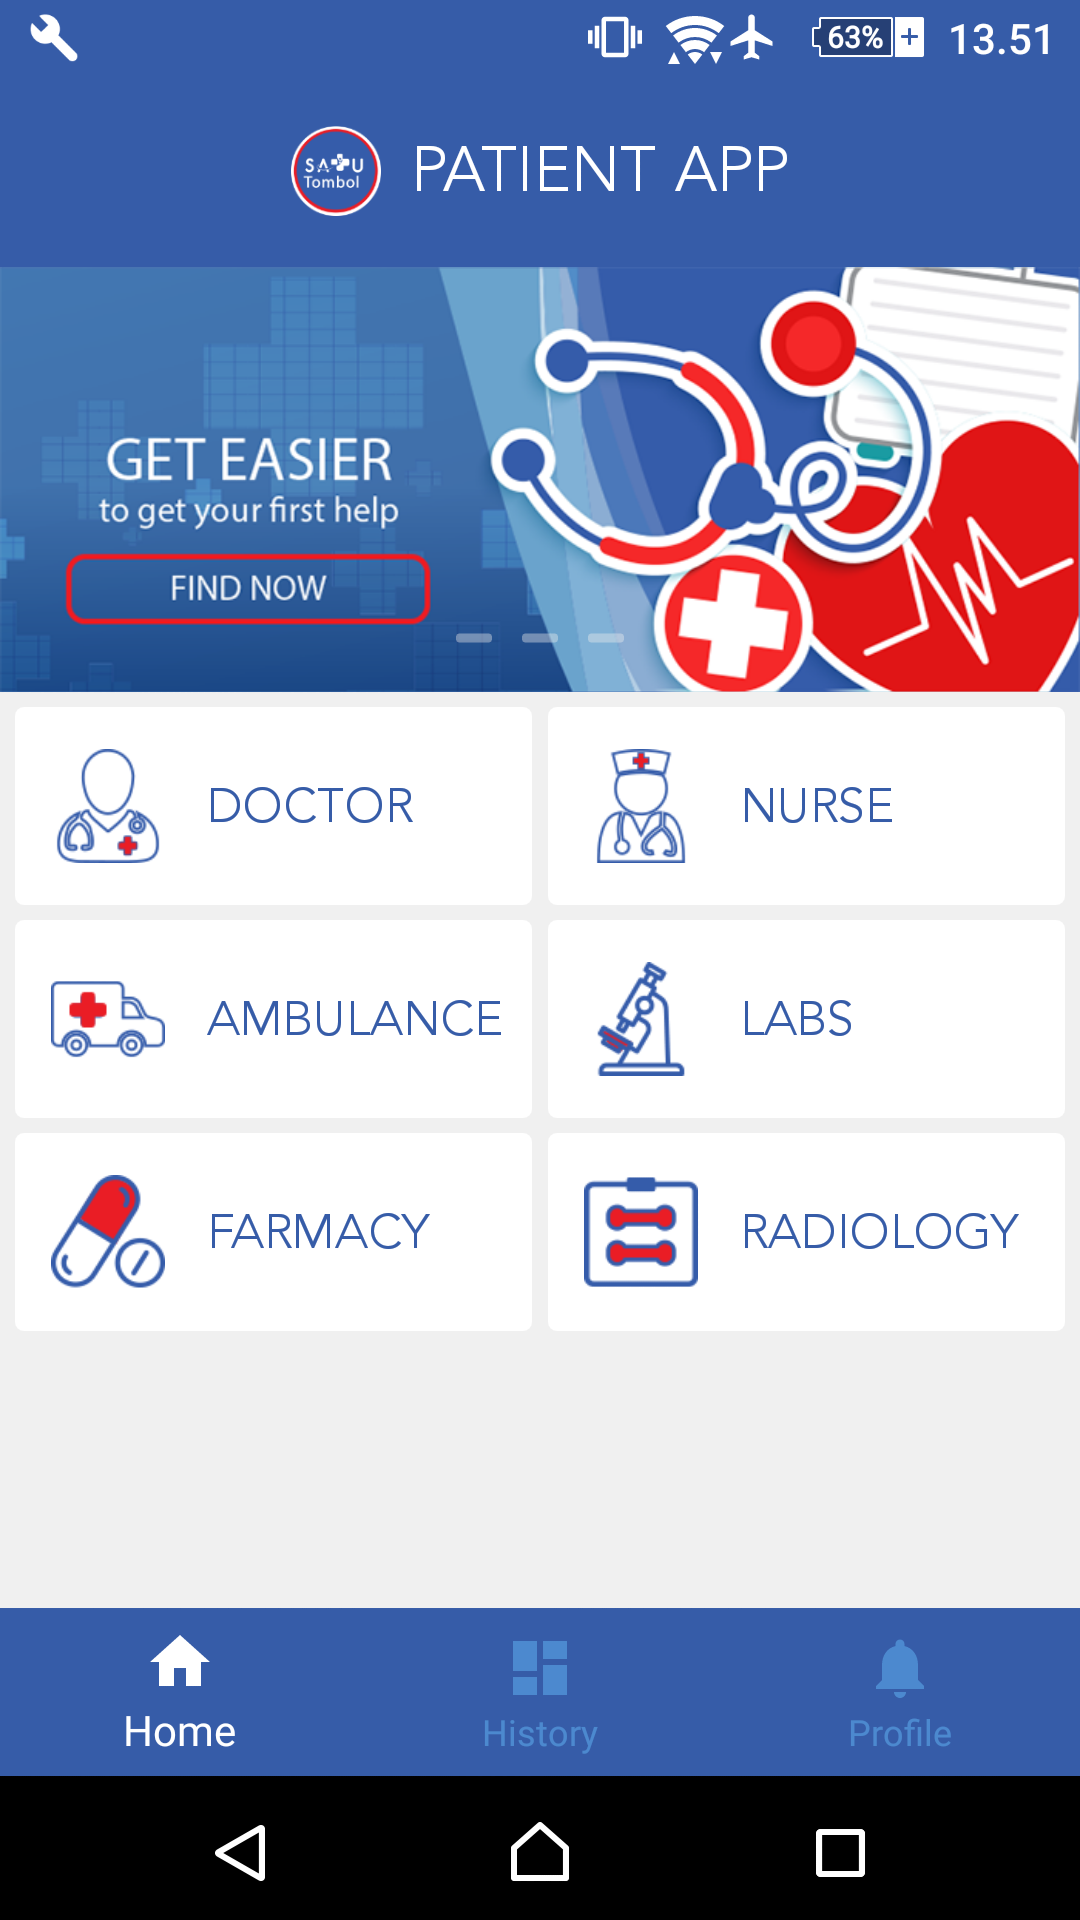 63%
13.51
SATU
Tombol
PATIENT APP
GET EASIER
to get your first help
FIND NOW
DOCTOR
NURSE
AMBULANCE
LABS
FARMACY
RADIOLOGY
Home
History
Profile